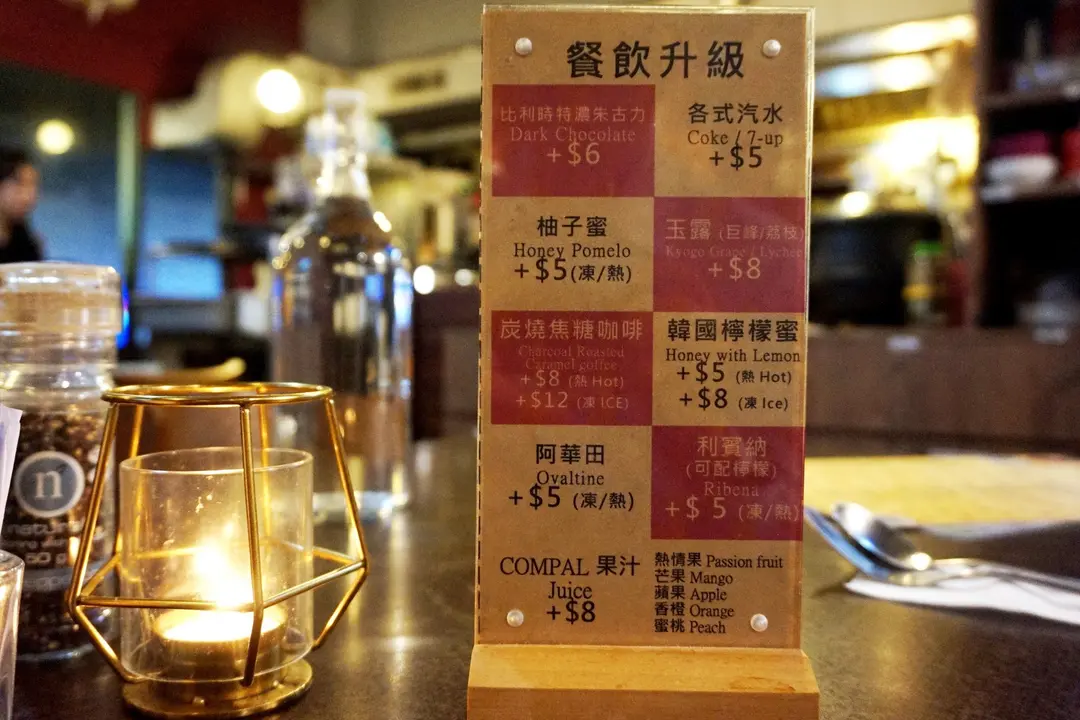 餐飲升級
比利時特濃朱古力
Dark Chocolate
+$6
各式汽水
Coke / 7-up
+$5
柚子蜜
Honey Pomelo
+$5(凍/熱)
玉露 (巨峰/荔枝)
Kyogo Grape / Lychee
+$8
炭燒焦糖咖啡
Charcoal Roasted
Caramel coffee
+$8 (熱 Hot)
+$12 (凍 ICE)
韓國檸檬蜜
Honey with Lemon
+$5 (熱 Hot)
+$8 (凍 Ice)
阿華田
Ovaltine
+$5 (凍/熱)
利賓納
(可配檸檬)
Ribena
+$5 (凍/熱)
COMPAL 果汁
Juice
+$8
熱情果 Passion fruit
芒果 Mango
蘋果 Apple
香橙 Orange
蜜桃 Peach
n